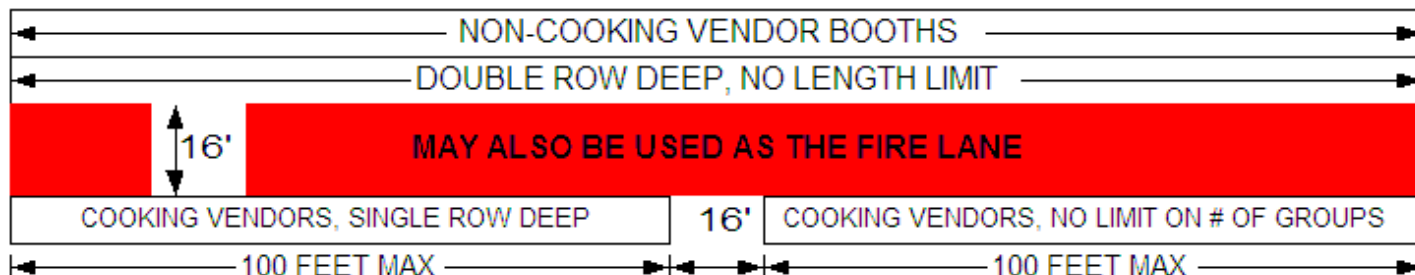 NON-COOKING VENDOR BOOTHS
DOUBLE ROW DEEP, NO LENGTH LIMIT
16' MAY ALSO BE USED AS THE FIRE LANE
COOKING VENDORS, SINGLE ROW DEEP 16' COOKING VENDORS, NO LIMIT ON # OF GROUPS
100 FEET MAX 100 FEET MAX